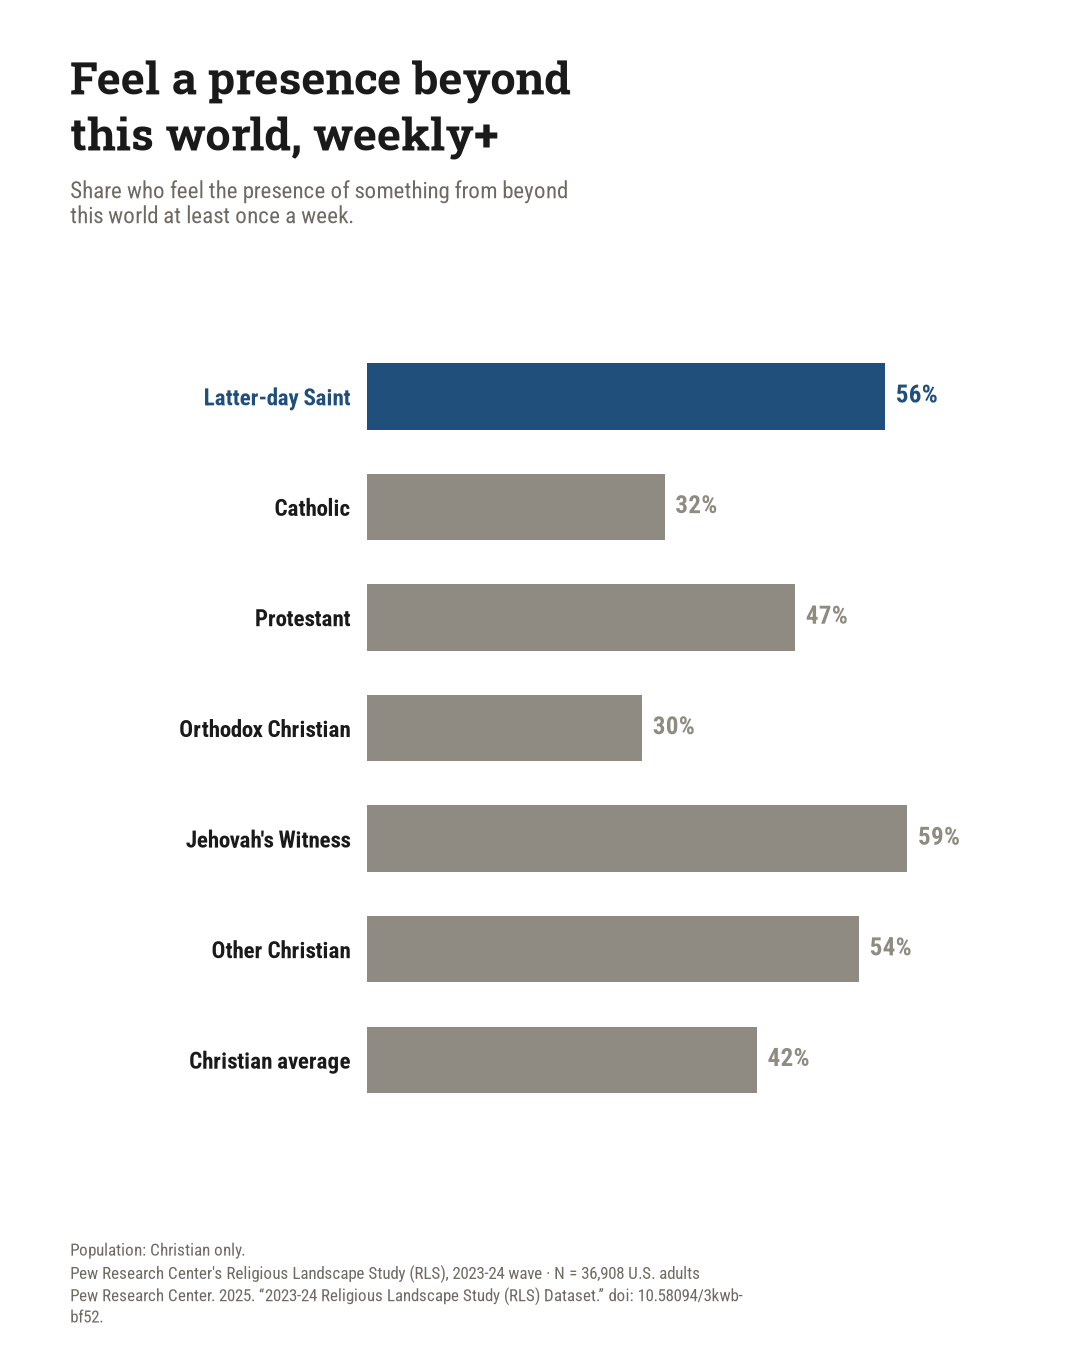 Feel a presence beyond
this world, weekly+
Share who feel the presence of something from beyond
this world at least once a week.
Latter-day Saint
56%
Catholic
32%
Protestant
47%
Orthodox Christian
30%
Jehovah's Witness
59%
Other Christian
54%
Christian average
42%
Population: Christian only.
Pew Research Center's Religious Landscape Study (RLS), 2023-24 wave · N = 36,908 U.S. adults
Pew Research Center. 2025. “2023-24 Religious Landscape Study (RLS) Dataset.” doi: 10.58094/3kwb-
bf52.